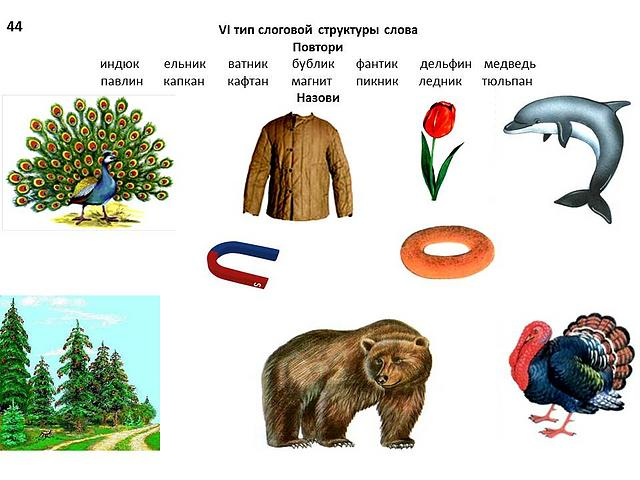 44
VI тип слоговой структуры слова
Повтори
индюк ельник ватник бублик фантик дельфин медведь
павлин капкан кафтан магнит пикник ледник тюльпан
Назови
S